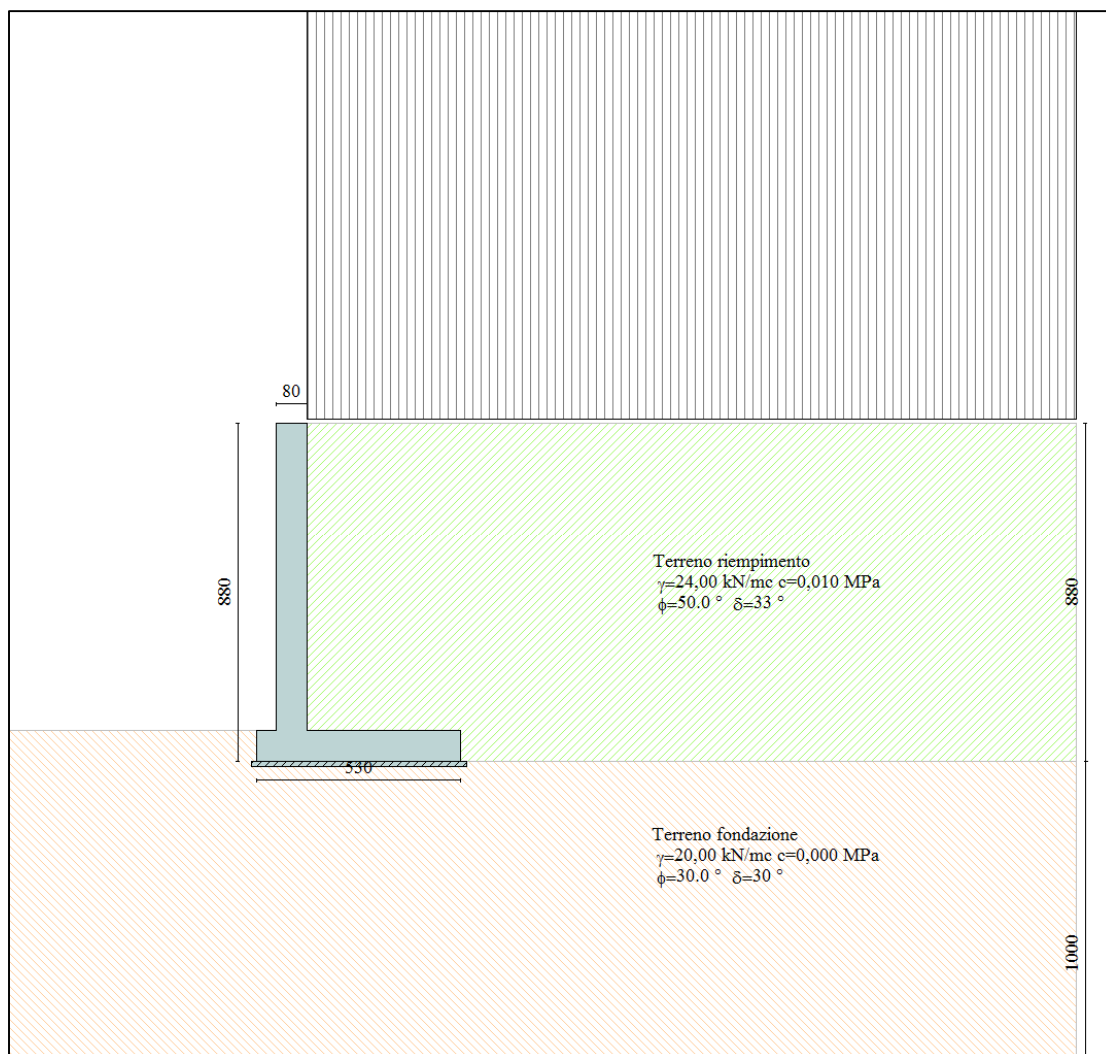 80
880
Terreno riempimento
γ=24,00 kN/mc c=0,010 MPa
ϕ=50.0 ° δ=33 °
880
530
Terreno fondazione
γ=20,00 kN/mc c=0,000 MPa
ϕ=30.0 ° δ=30 °
1000